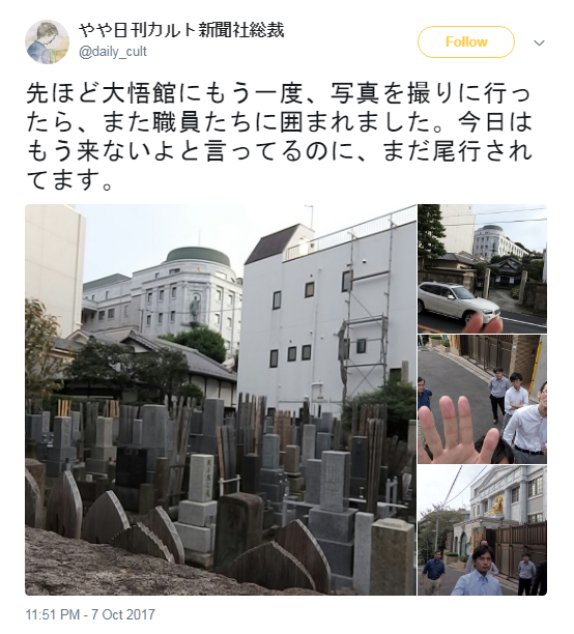 やや日刊カルト新聞社総裁
@daily_cult
Follow
先ほど大悟館にもう一度、写真を撮りに行っ
たら、また職員たちに囲まれました。今日は
もう来ないよと言ってるのに、まだ尾行され
てます。
11:51 PM - 7 Oct 2017